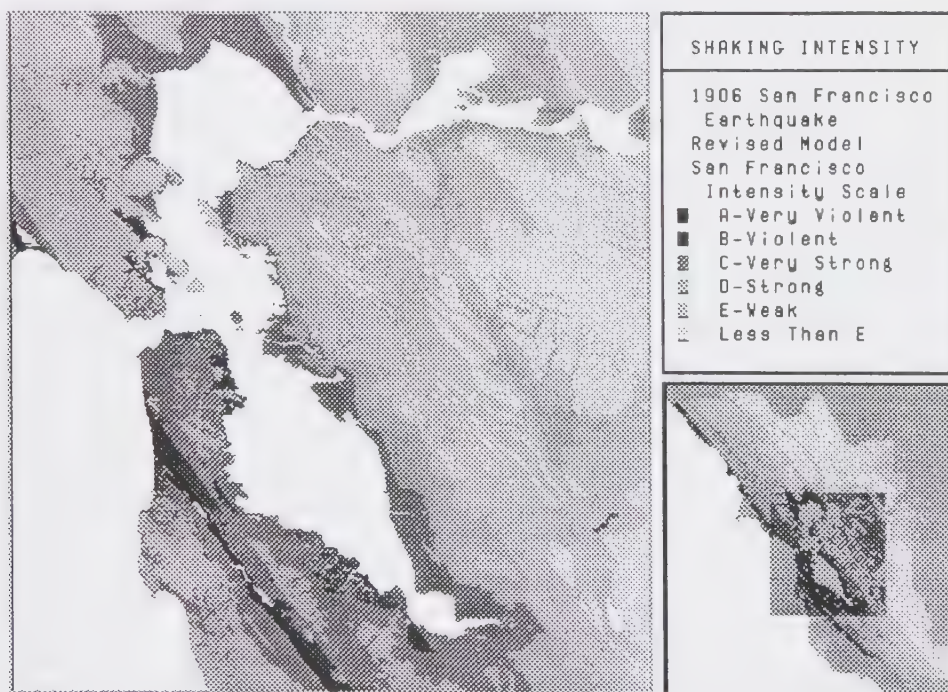 SHAKING INTENSITY
1906 San Francisco
Earthquake
Revised Model
San Francisco
Intensity Scale
A-Very Violent
B-Violent
C-Very Strong
D-Strong
E-Weak
Less Than E